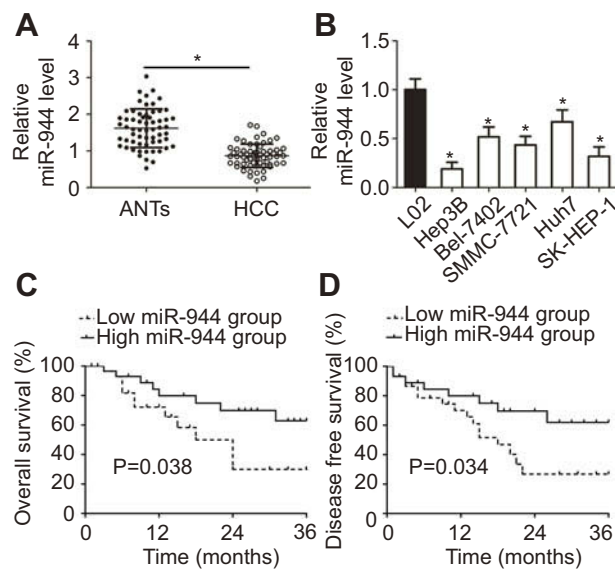 A
Relative
miR-944 level
4
3
2
1
0
*
ANTs
HCC
B
Relative
miR-944 level
1.5
1.0
0.5
0.0
*
*
*
*
*
L02
Hep3B
Bel-7402
SMMC-7721
Huh7
SK-HEP-1
C
Low miR-944 group
High miR-944 group
Overall survival (%)
100
80
60
40
20
0
P=0.038
0
12
24
36
Time (months)
D
Low miR-944 group
High miR-944 group
Disease free survival (%)
100
80
60
40
20
0
P=0.034
0
12
24
36
Time (months)